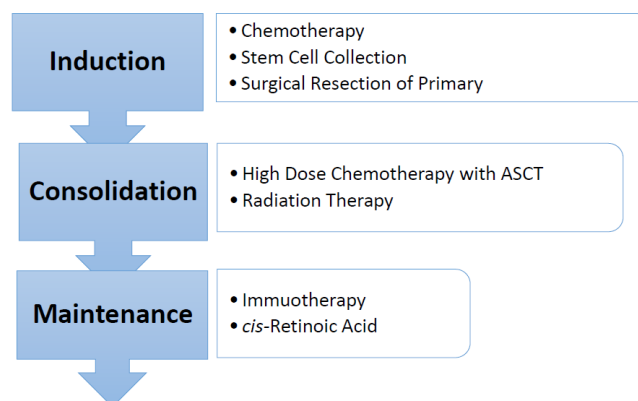 Induction
• Chemotherapy
• Stem Cell Collection
• Surgical Resection of Primary
Consolidation
• High Dose Chemotherapy with ASCT
• Radiation Therapy
Maintenance
• Immuotherapy
• cis-Retinoic Acid